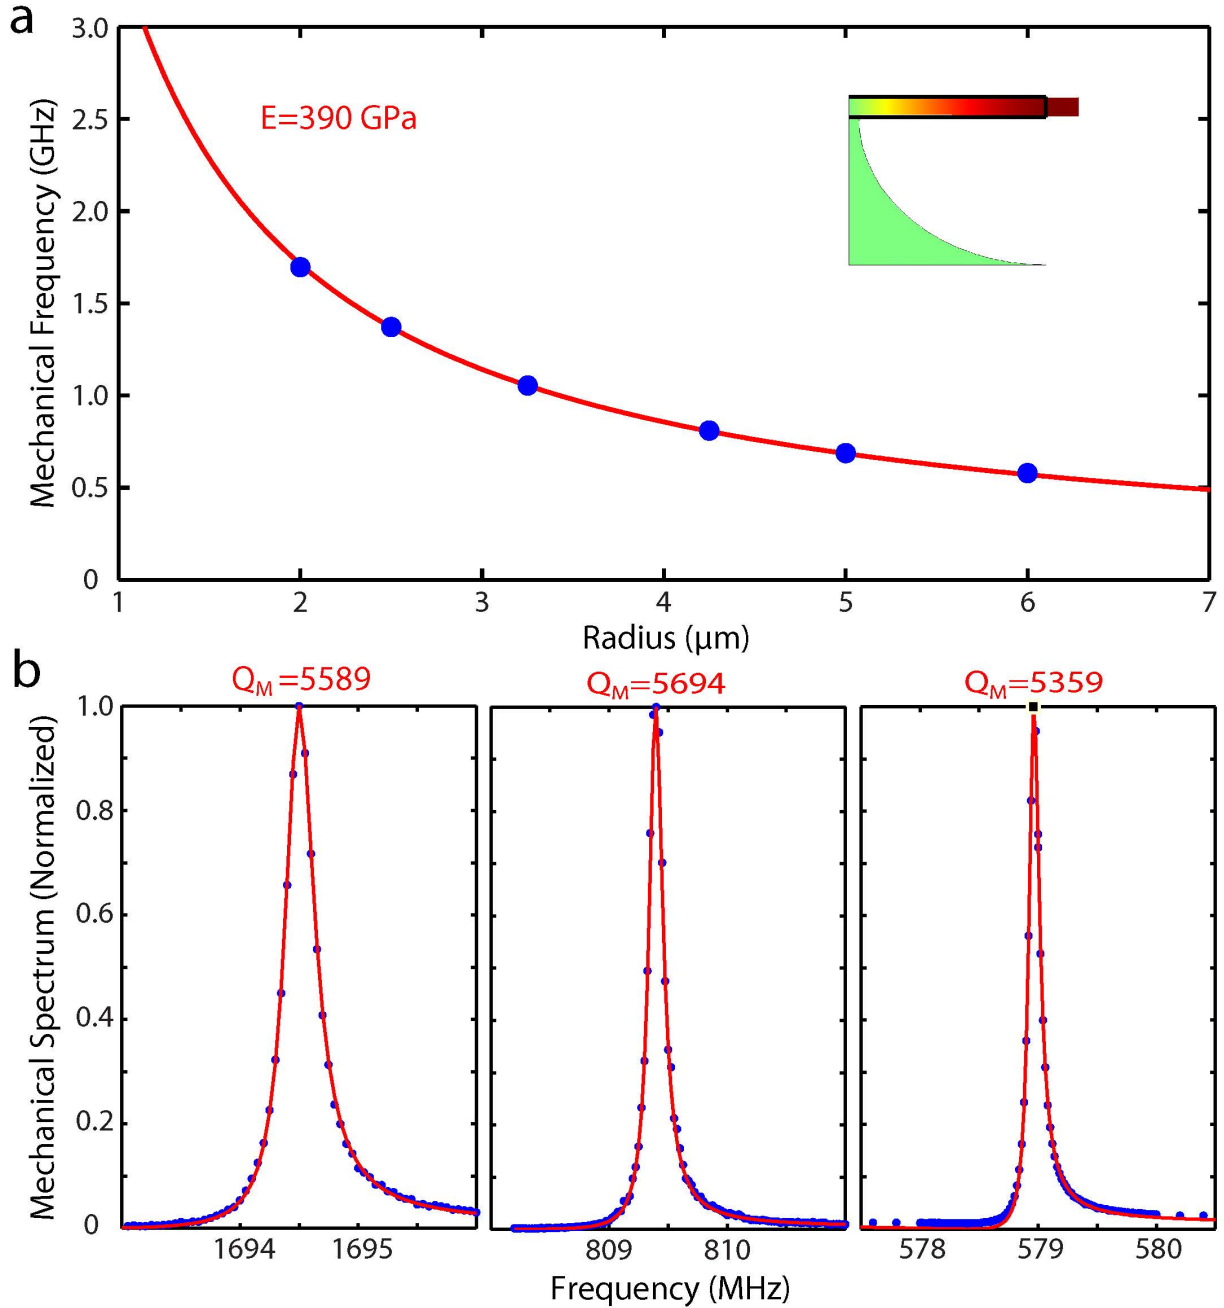 a
3.0
2.5
2.0
1.5
1.0
0.5
0
Mechanical Frequency (GHz)
E=390 GPa
1 2 3 4 5 6 7
Radius (μm)
b
Q_M=5589 Q_M=5694 Q_M=5359
1.0
0.8
0.6
0.4
0.2
0
Mechanical Spectrum (Normalized)
1694 1695 809 810 578 579 580
Frequency (MHz)